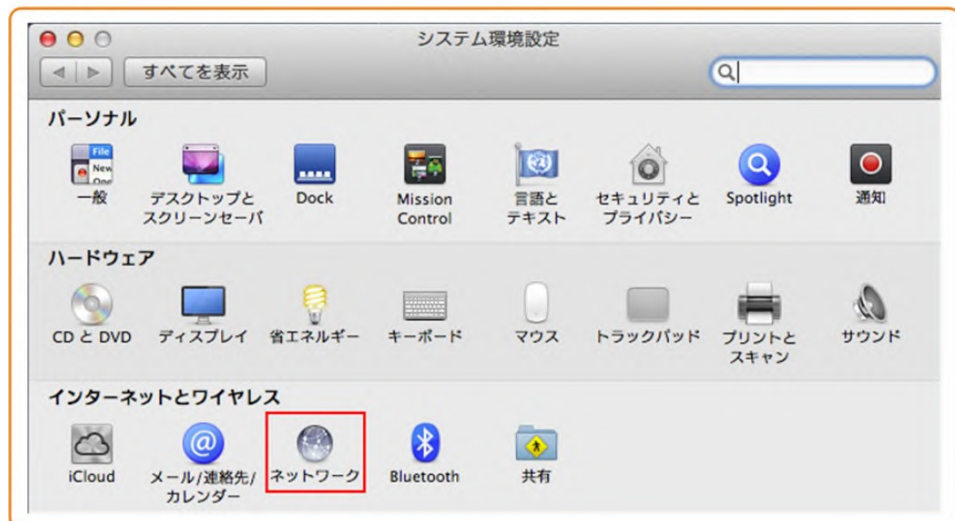 システム環境設定
すべてを表示
パーソナル
File
New
One
一般
デスクトップと
スクリーンセーバ
Dock
Mission
Control
言語と
テキスト
セキュリティと
プライバシー
Spotlight
通知
ハードウェア
CD と DVD
ディスプレイ
省エネルギー
キーボード
マウス
トラックパッド
プリントと
スキャン
サウンド
インターネットとワイヤレス
iCloud
メール/連絡先/
カレンダー
ネットワーク
Bluetooth
共有